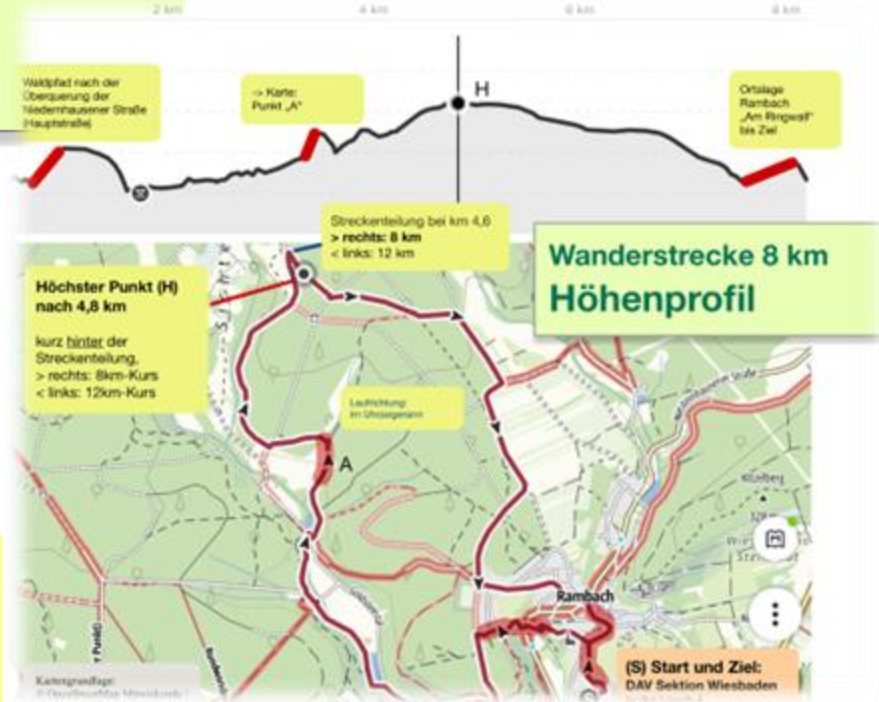 2 km
4 km
6 km
8 km
Waldpfad nach der
Überquerung der
Niedernhausener Straße
(Hauptstraße)
-> Karte:
Punkt „A"
H
Ortslage
Rambach
„Am Ringwall"
bis Ziel
Streckenteilung bei km 4,6
> rechts: 8 km
< links: 12 km
Wanderstrecke 8 km
Höhenprofil
Höchster Punkt (H)
nach 4,8 km
kurz hinter der
Streckenteilung,
> rechts: 8km-Kurs
< links: 12km-Kurs
Laufrichtung:
im Uhrzeigersinn
A
Kitzelberg
Rambach
(S) Start und Ziel:
DAV Sektion Wiesbaden
Kartengrundlage: